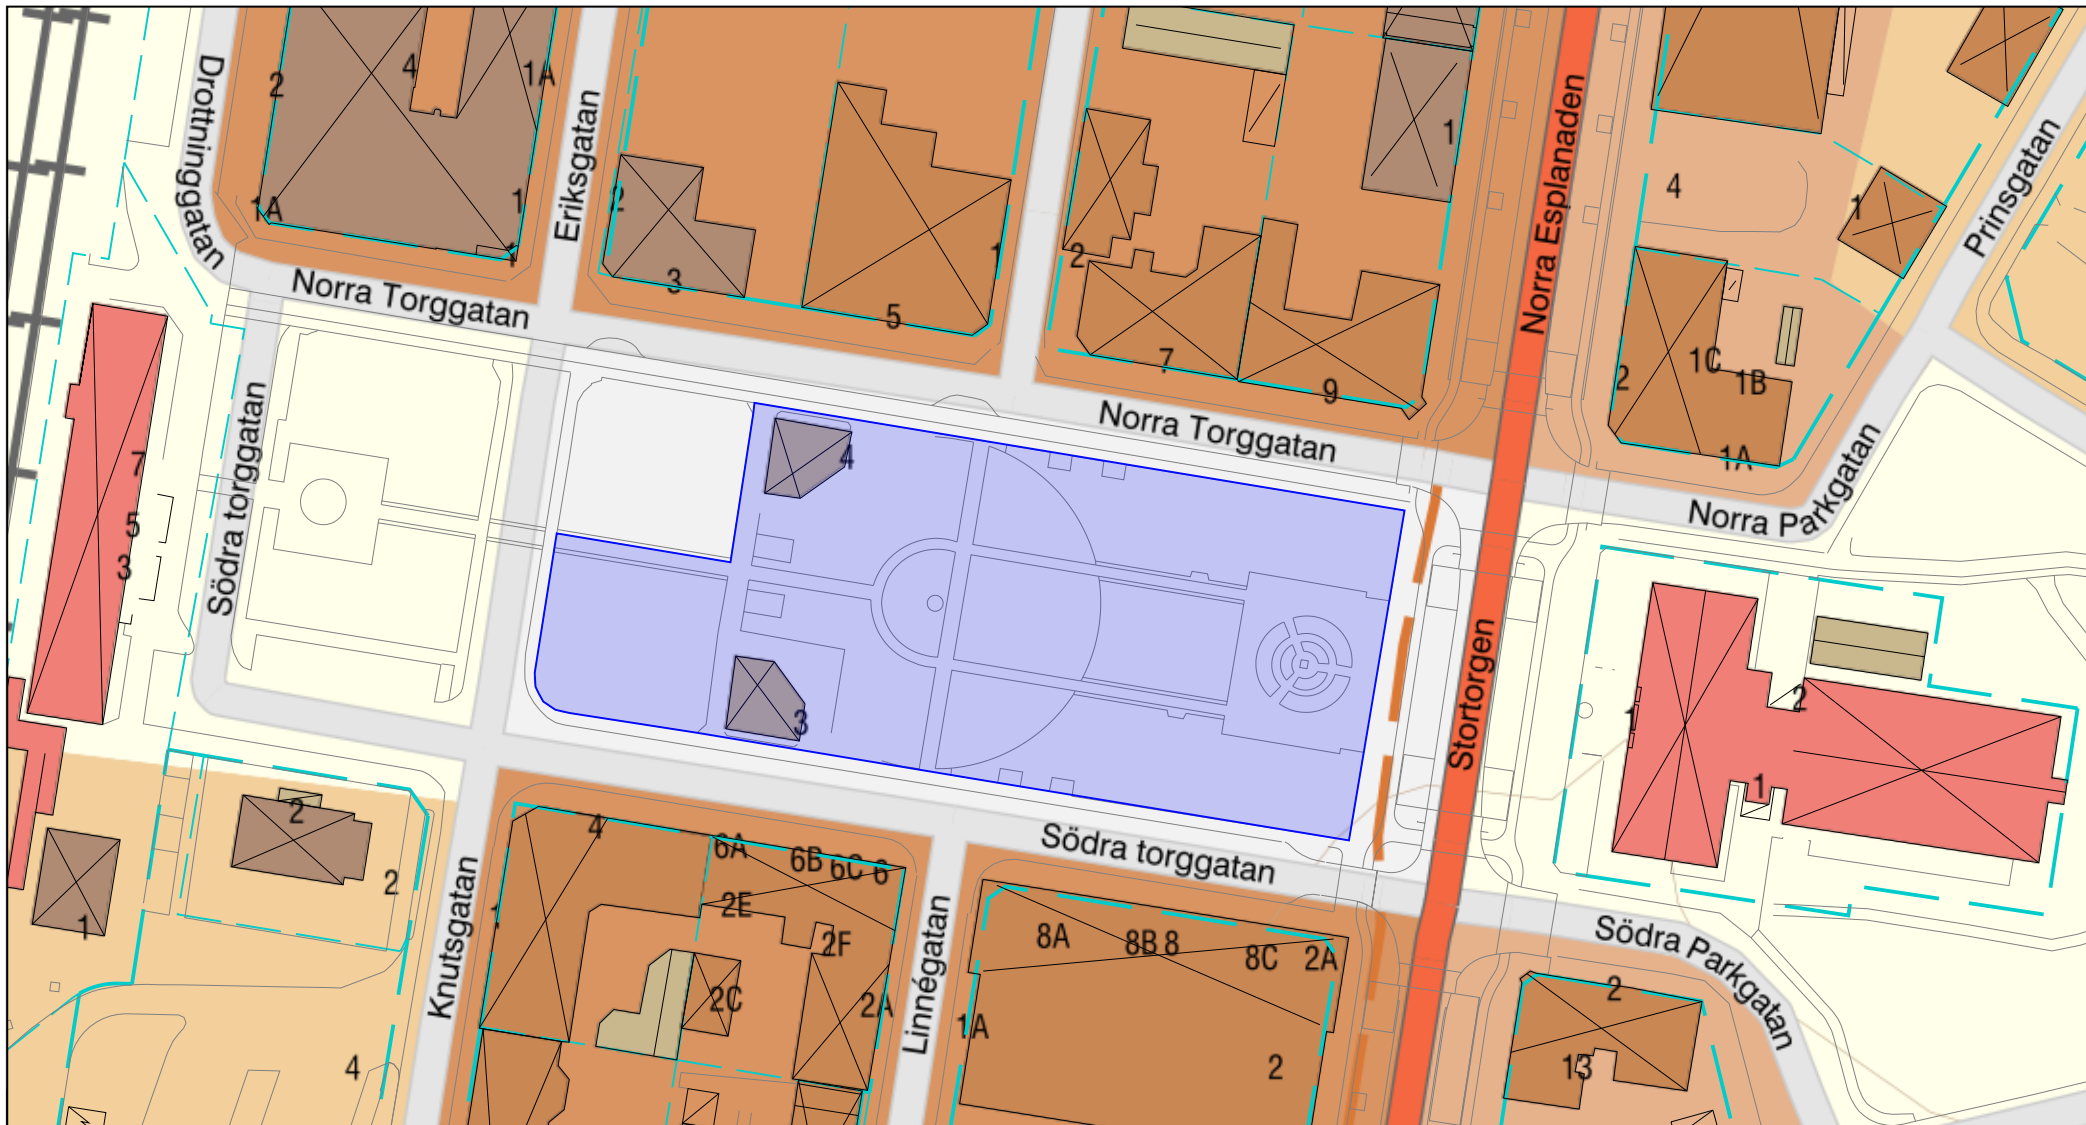 2
4
1A
1A
1
1
Drottninggatan
Eriksgatan
2
3
5
1
2
7
9
1
Norra Esplanaden
4
1
Prinsgatan
2
1C
1B
1A
Norra Torggatan
Norra Torggatan
Norra Parkgatan
Södra torggatan
7
5
3
4
3
Stortorgen
1
2
1
2
2
1
4
Knutsgatan
1
4
6A
6B
6C
6
2E
2F
2C
2A
Linnégatan
Södra torggatan
8A
8B
8
8C
2A
1A
2
Södra Parkgatan
2
13